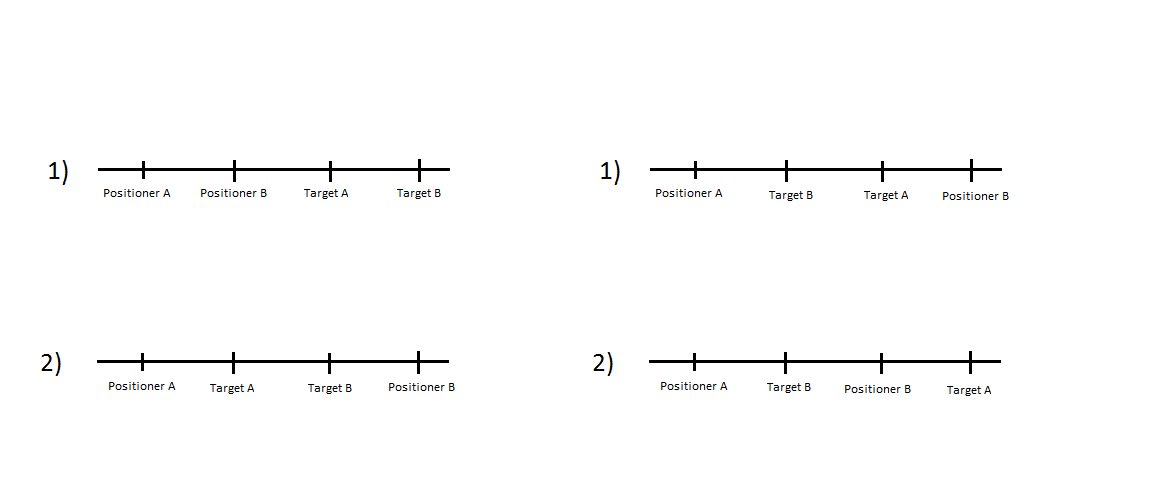 1)
Positioner A Positioner B Target A Target B
1)
Positioner A Target B Target A Positioner B
2)
Positioner A Target A Target B Positioner B
2)
Positioner A Target B Positioner B Target A